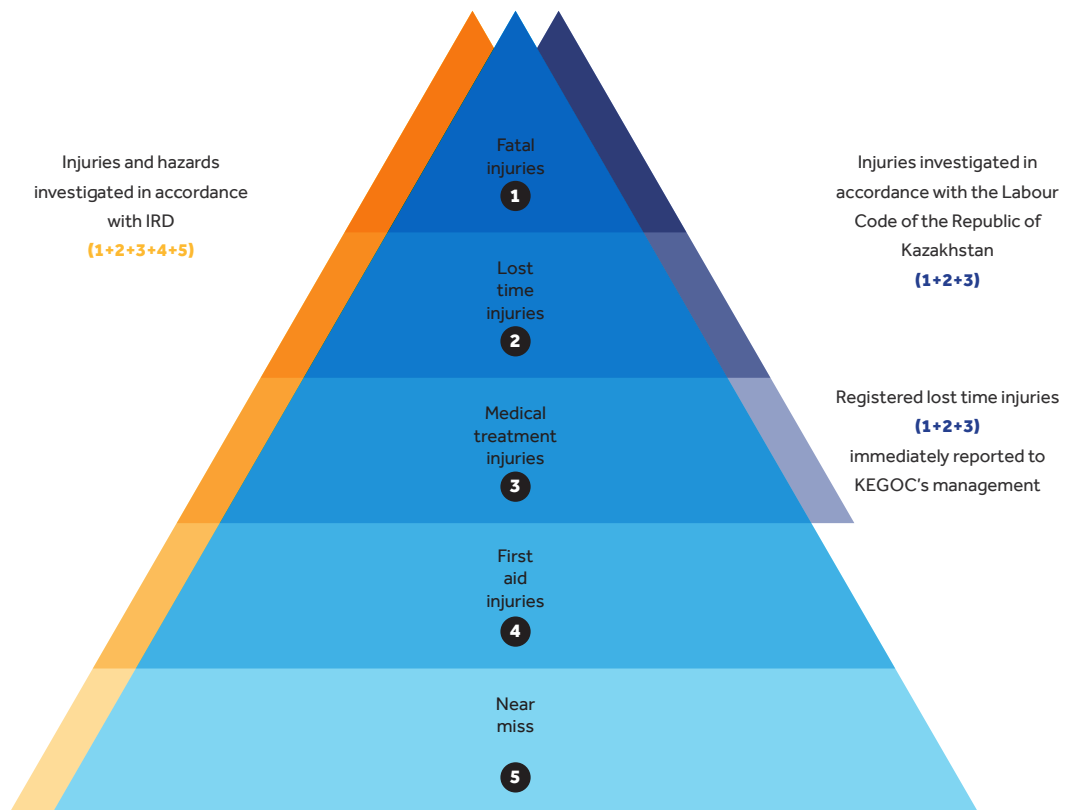 Injuries and hazards
investigated in accordance
with IRD
(1+2+3+4+5)
Fatal
injuries
1
Lost
time
injuries
2
Medical
treatment
injuries
3
First
aid
injuries
4
Near
miss
5
Injuries investigated in
accordance with the Labour
Code of the Republic of
Kazakhstan
(1+2+3)
Registered lost time injuries
(1+2+3)
immediately reported to
KEGOC's management